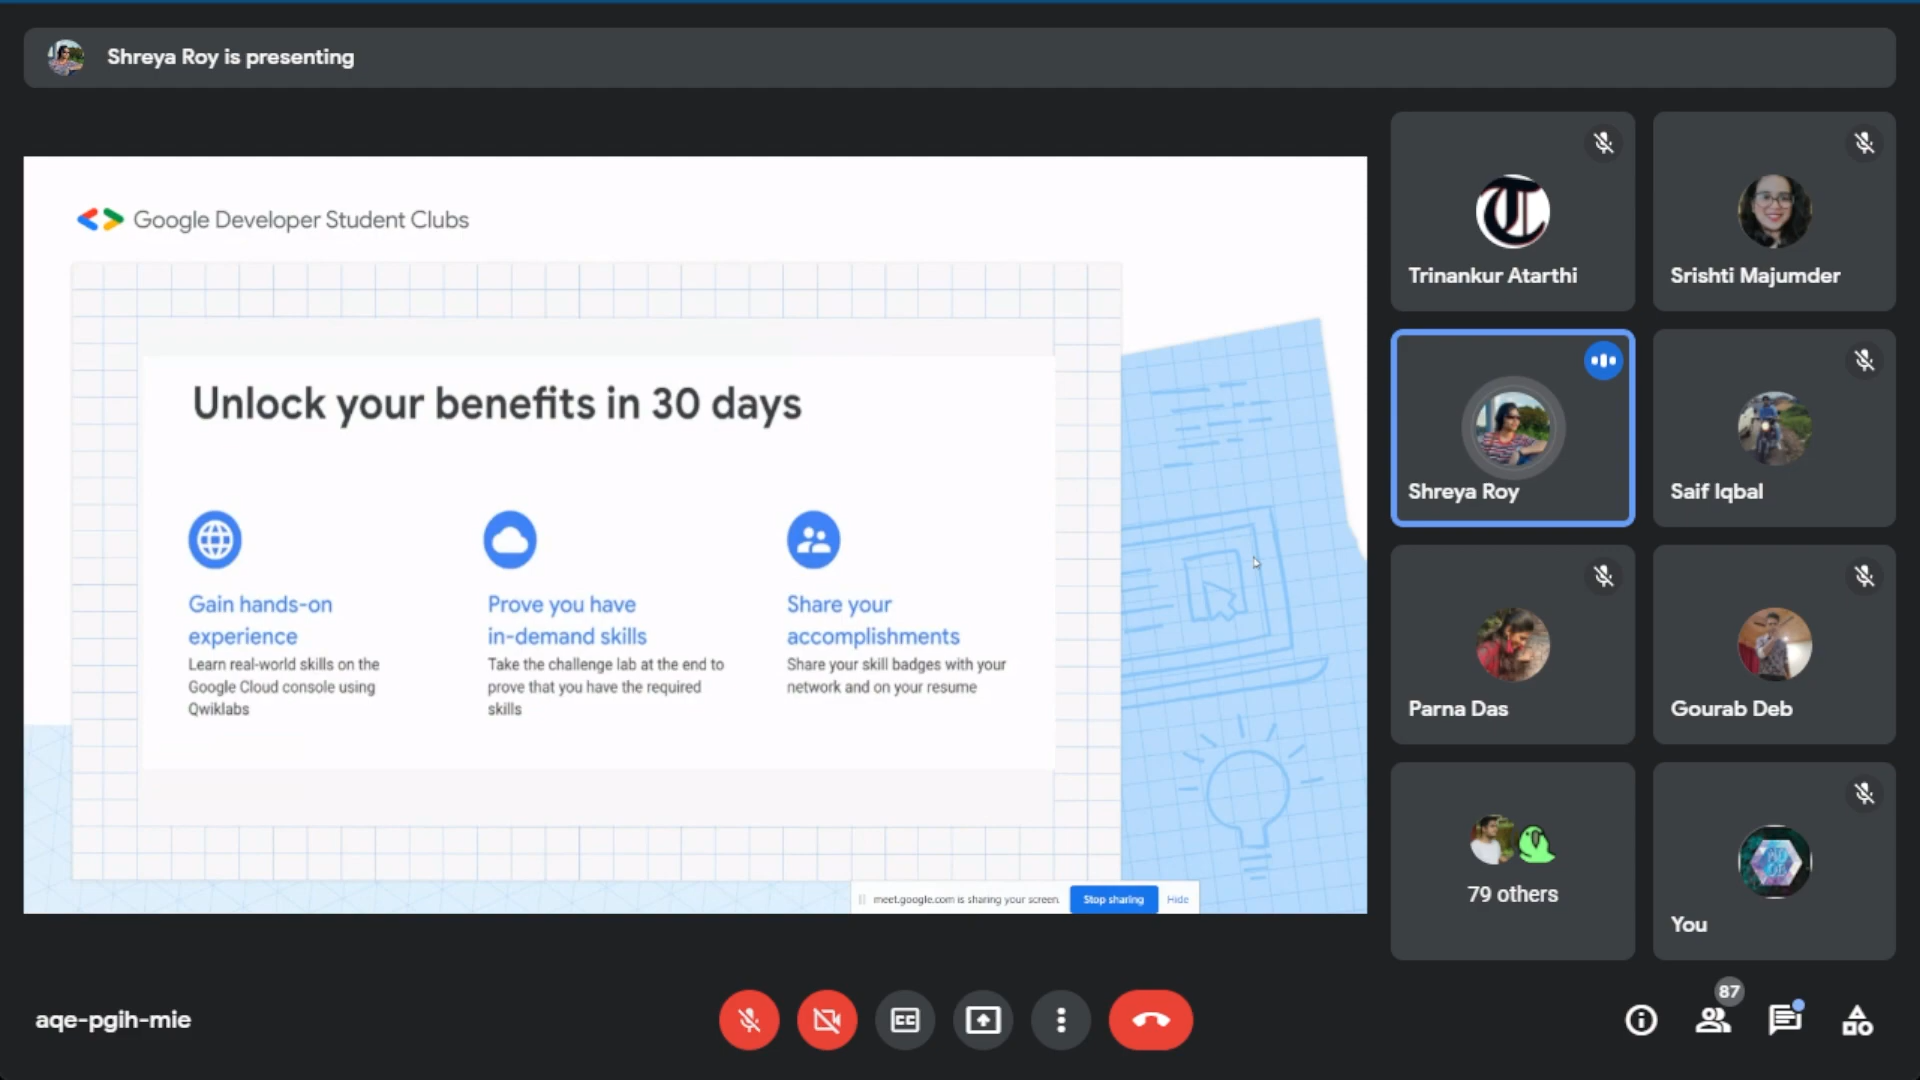 Shreya Roy is presenting
Google Developer Student Clubs
Unlock your benefits in 30 days
Gain hands-on
experience
Learn real-world skills on the
Google Cloud console using
Qwiklabs
Prove you have
in-demand skills
Take the challenge lab at the end to
prove that you have the required
skills
Share your
accomplishments
Share your skill badges with your
network and on your resume
meet.google.com is sharing your screen.
Stop sharing
Hide
Trinankur Atarthi
Srishti Majumder
Shreya Roy
Saif Iqbal
Parna Das
Gourab Deb
79 others
You
aqe-pgih-mie
CC
87